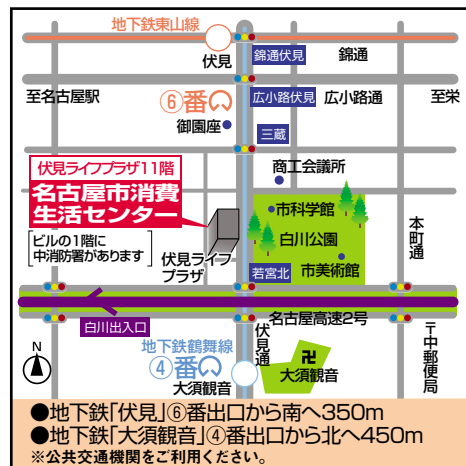 地下鉄東山線
伏見
錦通伏見
錦通
至名古屋駅
⑥番
広小路伏見
広小路通
至栄
御園座
三蔵
伏見ライフプラザ11階
名古屋市消費
生活センター
商工会議所
市科学館
白川公園
本町通
ビルの1階に
中消防署があります
伏見ライフ
プラザ
若宮北
市美術館
白川出入口
名古屋高速2号
伏見通
地下鉄鶴舞線
④番
大須観音
卍
大須観音
〒中郵便局
N
●地下鉄「伏見」⑥番出口から南へ350m
●地下鉄「大須観音」④番出口から北へ450m
※公共交通機関をご利用ください。